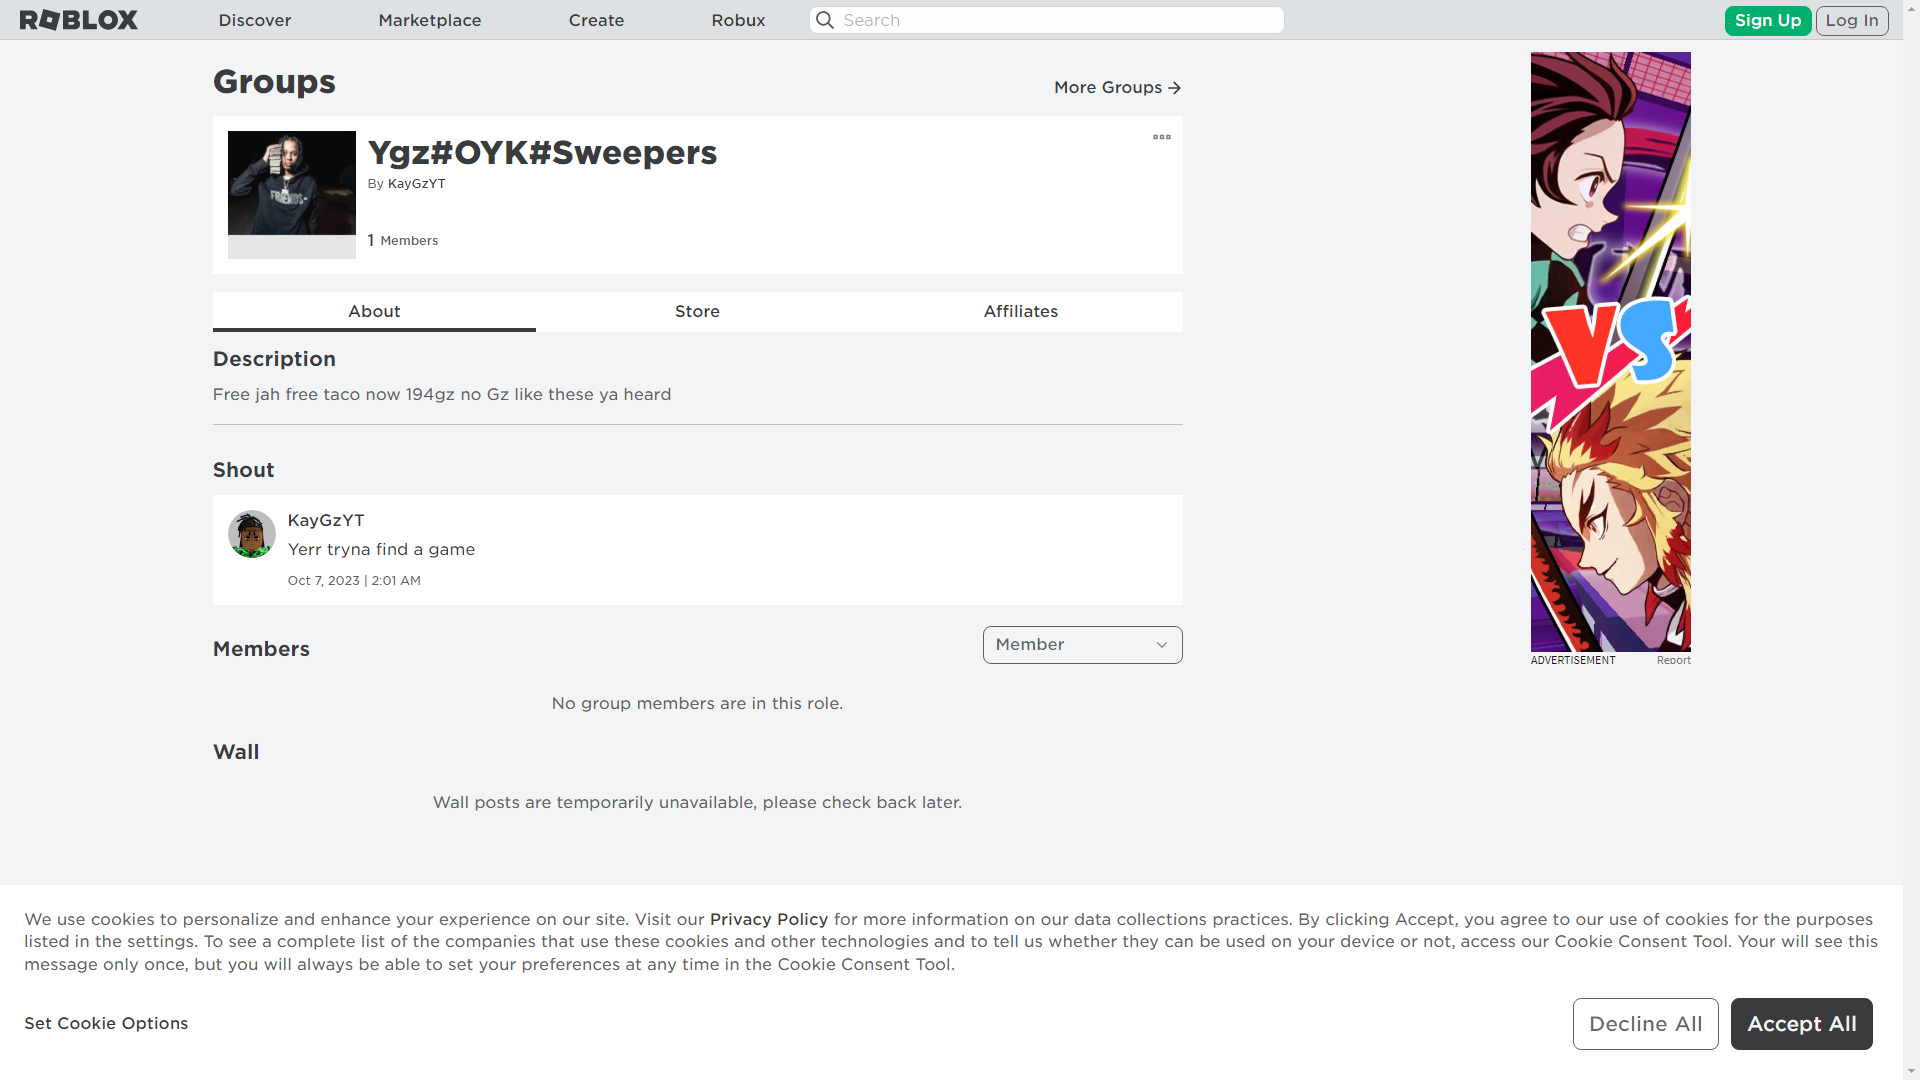 ROBLOX
Discover
Marketplace
Create
Robux
Search
Sign Up
Log In
Groups
More Groups
Ygz#OYK#Sweepers
By KayGzYT
1 Members
FRIENDS-
About
Store
Affiliates
Description
Free jah free taco now 194gz no Gz like these ya heard
Shout
KayGzYT
Yerr tryna find a game
Oct 7, 2023 | 2:01 AM
Members
Member
No group members are in this role.
Wall
Wall posts are temporarily unavailable, please check back later.
VS
ADVERTISEMENT
Report
We use cookies to personalize and enhance your experience on our site. Visit our Privacy Policy for more information on our data collections practices. By clicking Accept, you agree to our use of cookies for the purposes
listed in the settings. To see a complete list of the companies that use these cookies and other technologies and to tell us whether they can be used on your device or not, access our Cookie Consent Tool. Your will see this
message only once, but you will always be able to set your preferences at any time in the Cookie Consent Tool.
Set Cookie Options
Decline All
Accept All